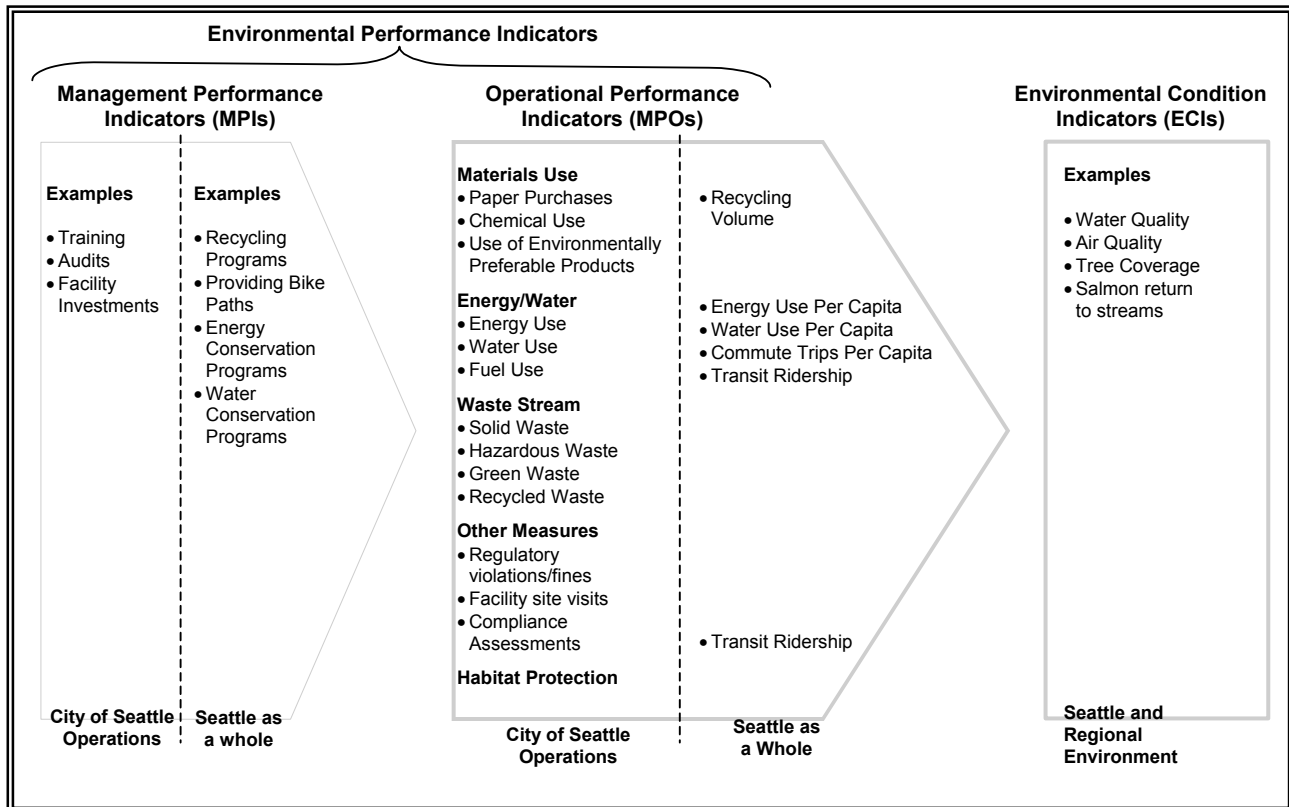 Environmental Performance Indicators
Management Performance
Indicators (MPIs)
Examples
• Training
• Audits
• Facility
Investments
City of Seattle
Operations
Examples
• Recycling
Programs
• Providing Bike
Paths
• Energy
Conservation
Programs
• Water
Conservation
Programs
Seattle as
a whole
Operational Performance
Indicators (MPOs)
Materials Use
• Paper Purchases
• Chemical Use
• Use of Environmentally
Preferable Products
Energy/Water
• Energy Use
• Water Use
• Fuel Use
Waste Stream
• Solid Waste
• Hazardous Waste
• Green Waste
• Recycled Waste
Other Measures
• Regulatory
violations/fines
• Facility site visits
• Compliance
Assessments
Habitat Protection
City of Seattle
Operations
• Recycling
Volume
• Energy Use Per Capita
• Water Use Per Capita
• Commute Trips Per Capita
• Transit Ridership
• Transit Ridership
Seattle as
a Whole
Environmental Condition
Indicators (ECIs)
Examples
• Water Quality
• Air Quality
• Tree Coverage
• Salmon return
to streams
Seattle and
Regional
Environment